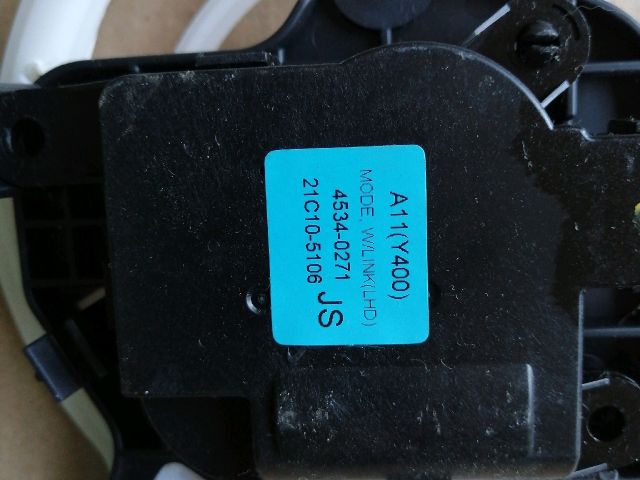 A11(Y400)
MODE, W/LINK(LHD)
4534-0271
21C10-5106 JS